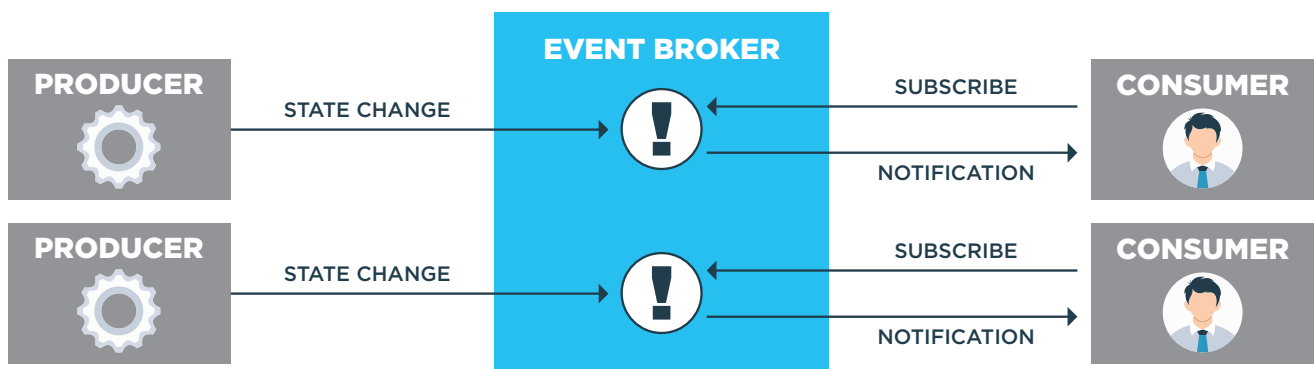 EVENT BROKER
PRODUCER
STATE CHANGE
SUBSCRIBE
NOTIFICATION
CONSUMER
PRODUCER
STATE CHANGE
SUBSCRIBE
NOTIFICATION
CONSUMER